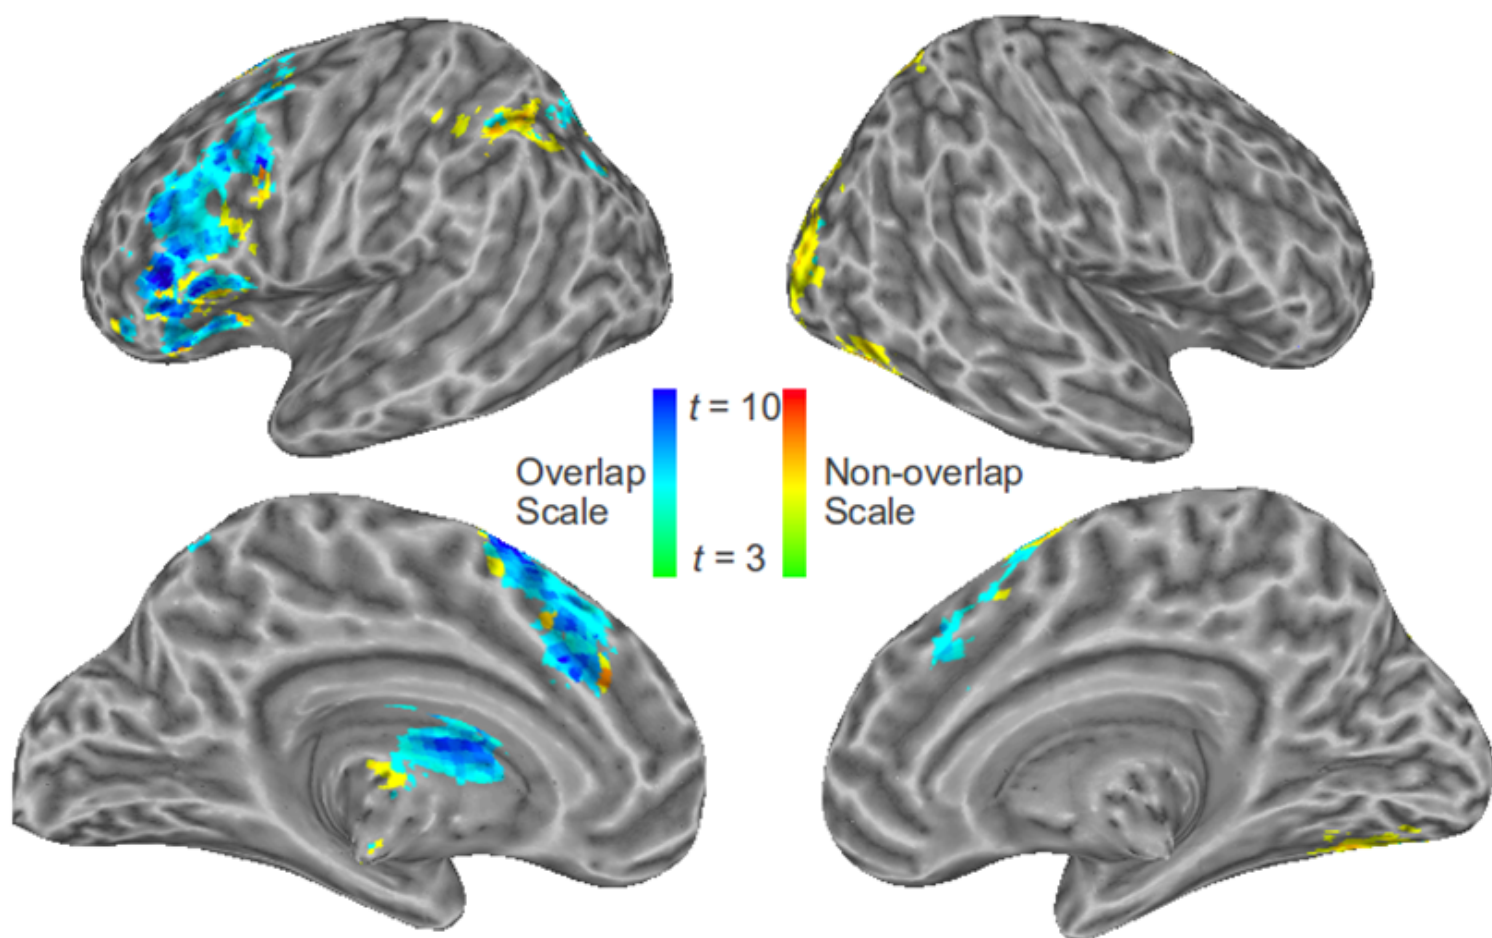 t = 10
Overlap
Scale
Non-overlap
Scale
t = 3